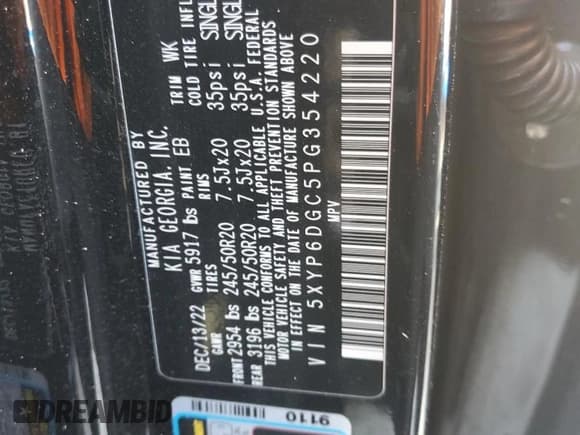 MANUFACTURED BY
KIA GEORGIA, INC.
DEC/13/22 GVWR 5917 lbs PAINT EB TRIM WK
GAWR TIRES RIMS COLD TIRE INFL
FRONT 2954 lbs 245/50R20 7.5Jx20 35psi SINGL
REAR 3196 lbs 245/50R20 7.5Jx20 35psi SINGL
THIS VEHICLE CONFORMS TO ALL APPLICABLE U.S.A. FEDERAL
MOTOR VEHICLE SAFETY AND THEFT PREVENTION STANDARDS
IN EFFECT ON THE DATE OF MANUFACTURE SHOWN ABOVE
VIN 5XYP6DGC5PG354220
MPV
9110
DREAMBID